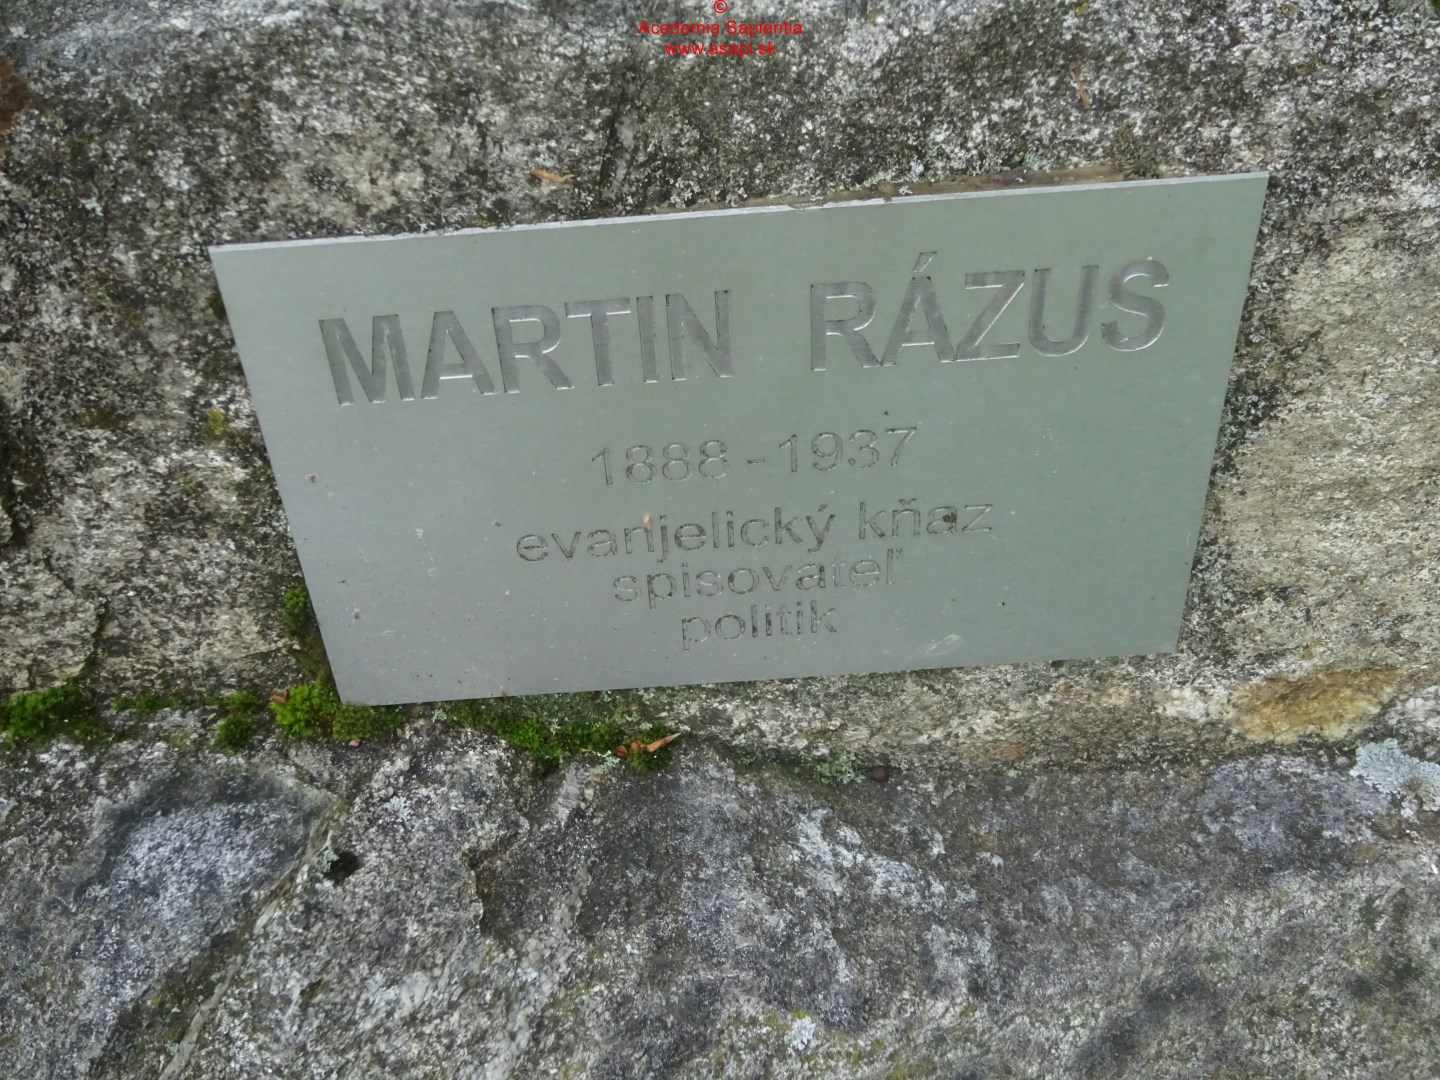 ©
Academia Sapientia
www.asapi.sk
MARTIN RÁZUS
1888 - 1937
evanjelický kňaz
spisovateľ
politik